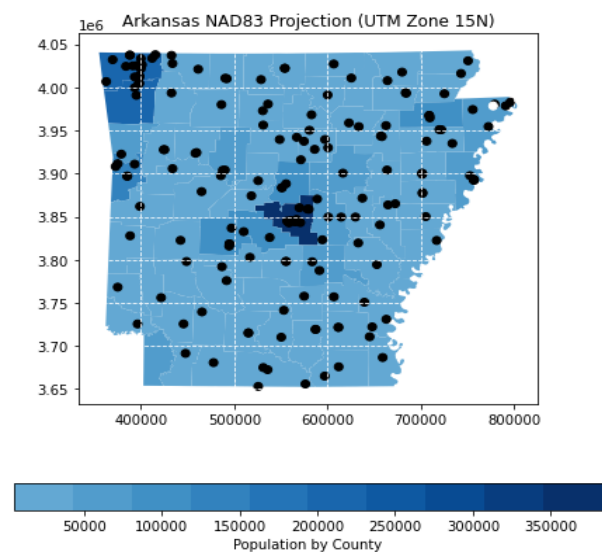 Arkansas NAD83 Projection (UTM Zone 15N)
1e6
4.05
4.00
3.95
3.90
3.85
3.80
3.75
3.70
3.65
400000 500000 600000 700000 800000
50000 100000 150000 200000 250000 300000 350000
Population by County